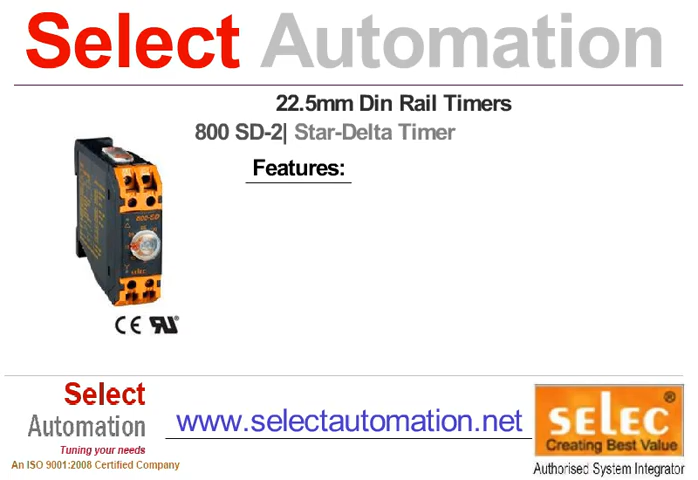 Select Automation
22.5mm Din Rail Timers
800 SD-2| Star-Delta Timer
Features:
800-SD
selec
CE RU®
Select
Automation
Tuning your needs
An ISO 9001:2008 Certified Company
www.selectautomation.net
selec®
Creating Best Value
Authorised System Integrator